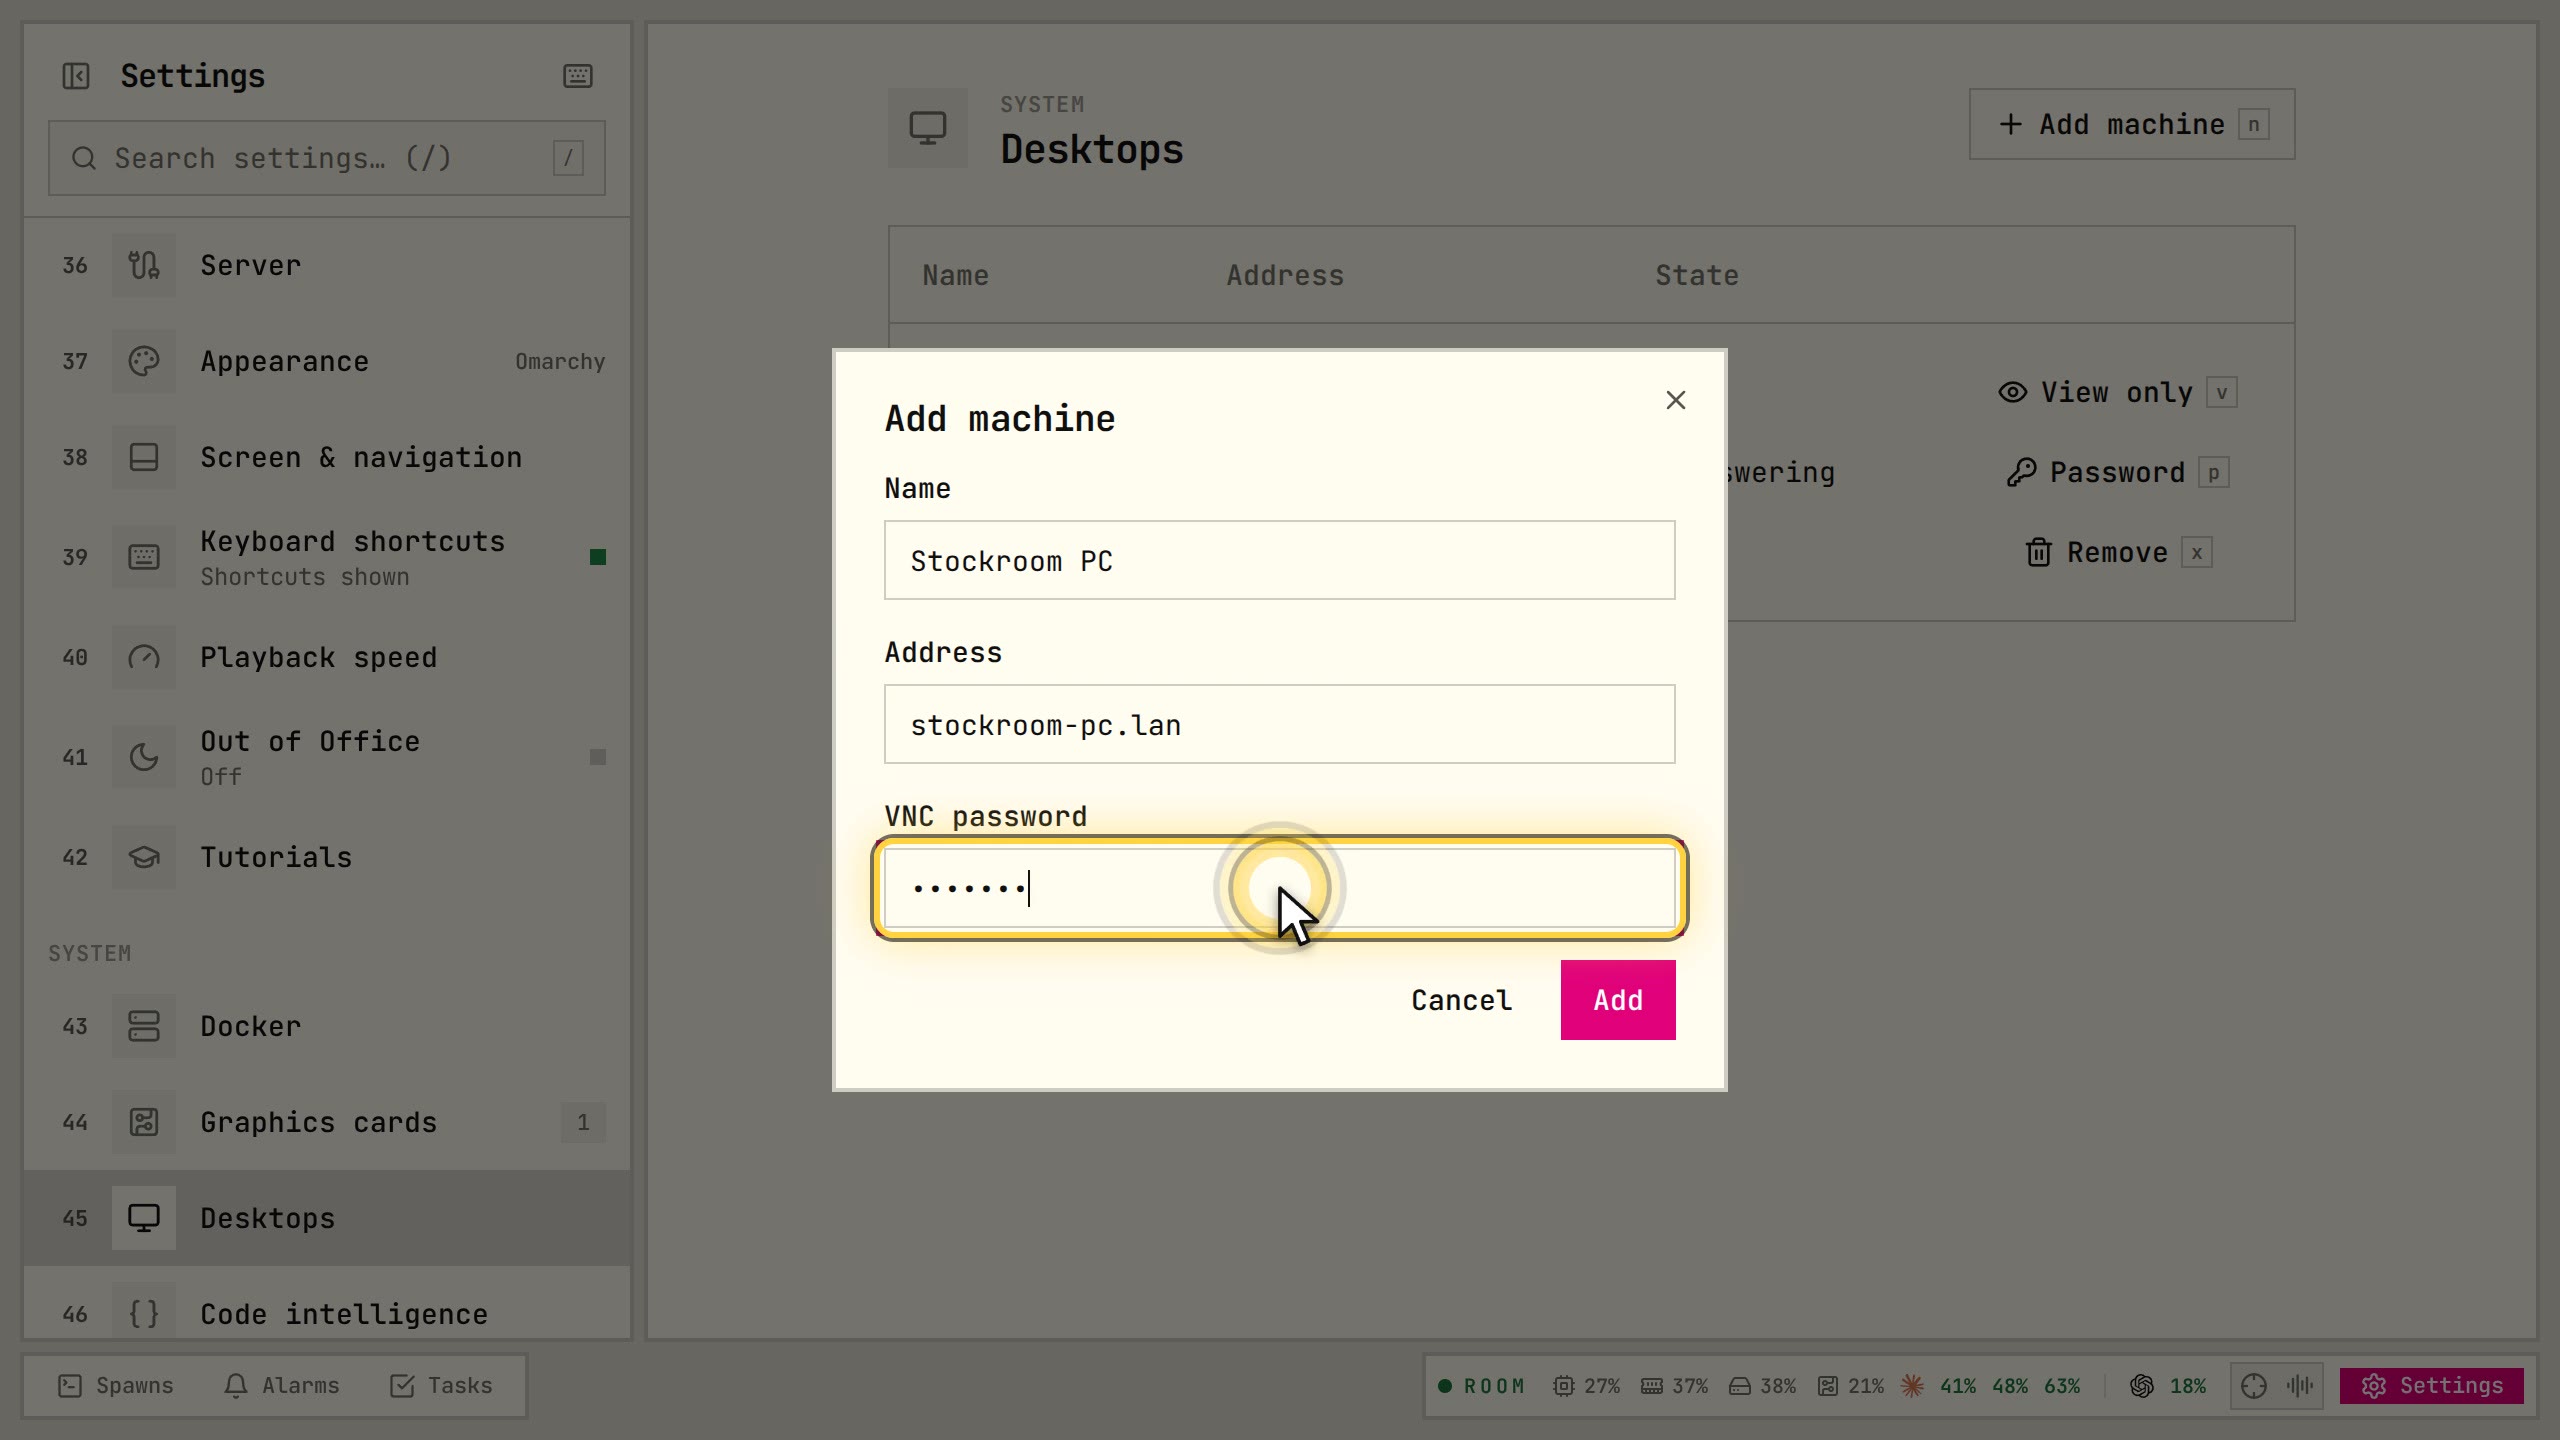 Settings
Search settings… (/) /
36 Server
37 Appearance Omarchy
38 Screen & navigation
39 Keyboard shortcuts
Shortcuts shown
40 Playback speed
41 Out of Office
Off
42 Tutorials
SYSTEM
43 Docker
44 Graphics cards 1
45 Desktops
46 Code intelligence
SYSTEM
Desktops
Add machine n
Name Address State
swering
View only v
Password p
Remove x
Add machine
Name
Stockroom PC
Address
stockroom-pc.lan
VNC password
•••••••
Cancel Add
Spawns Alarms Tasks
ROOM 27% 37% 38% 21% 41% 48% 63% 18% Settings